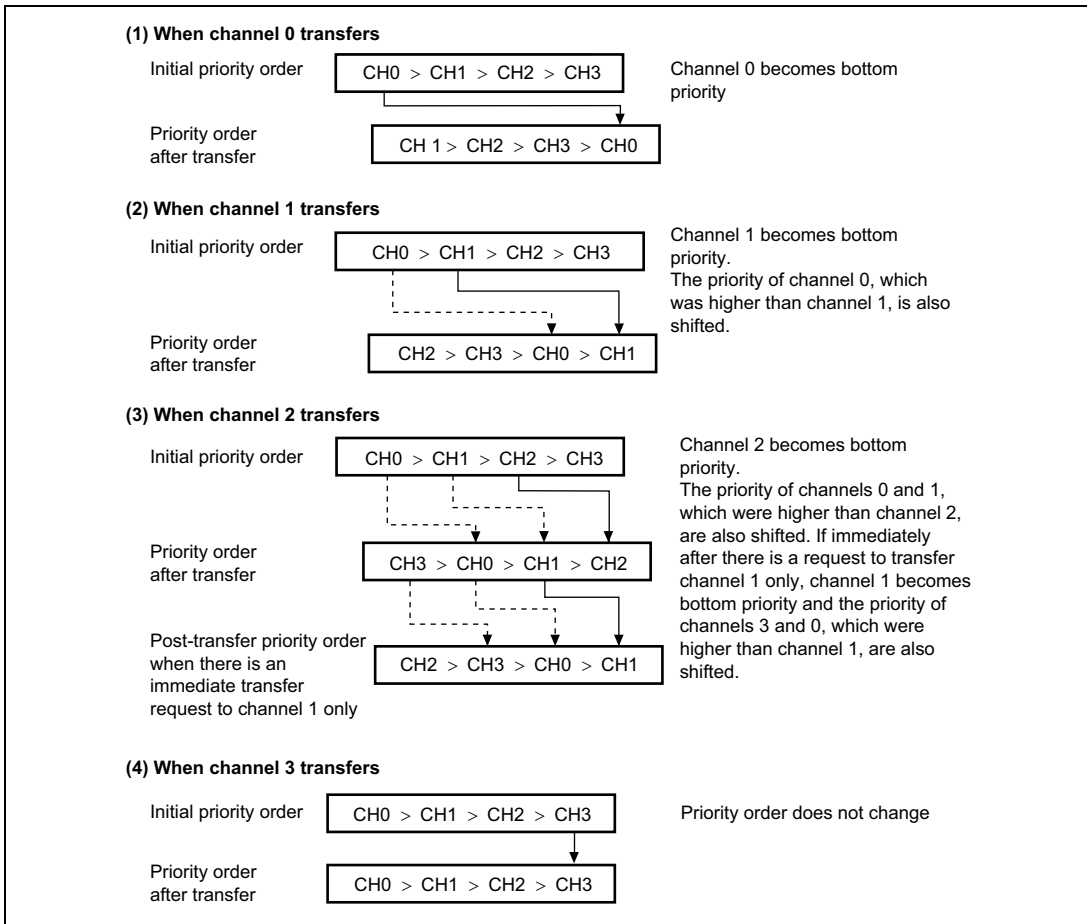 (1) When channel 0 transfers
Initial priority order
CH0 > CH1 > CH2 > CH3
Channel 0 becomes bottom
priority
Priority order
after transfer
CH 1 > CH2 > CH3 > CH0
(2) When channel 1 transfers
Initial priority order
CH0 > CH1 > CH2 > CH3
Channel 1 becomes bottom
priority.
The priority of channel 0, which
was higher than channel 1, is also
shifted.
Priority order
after transfer
CH2 > CH3 > CH0 > CH1
(3) When channel 2 transfers
Initial priority order
CH0 > CH1 > CH2 > CH3
Channel 2 becomes bottom
priority.
The priority of channels 0 and 1,
which were higher than channel 2,
are also shifted. If immediately
after there is a request to transfer
channel 1 only, channel 1 becomes
bottom priority and the priority of
channels 3 and 0, which were
higher than channel 1, are also
shifted.
Priority order
after transfer
CH3 > CH0 > CH1 > CH2
Post-transfer priority order
when there is an
immediate transfer
request to channel 1 only
CH2 > CH3 > CH0 > CH1
(4) When channel 3 transfers
Initial priority order
CH0 > CH1 > CH2 > CH3
Priority order does not change
Priority order
after transfer
CH0 > CH1 > CH2 > CH3